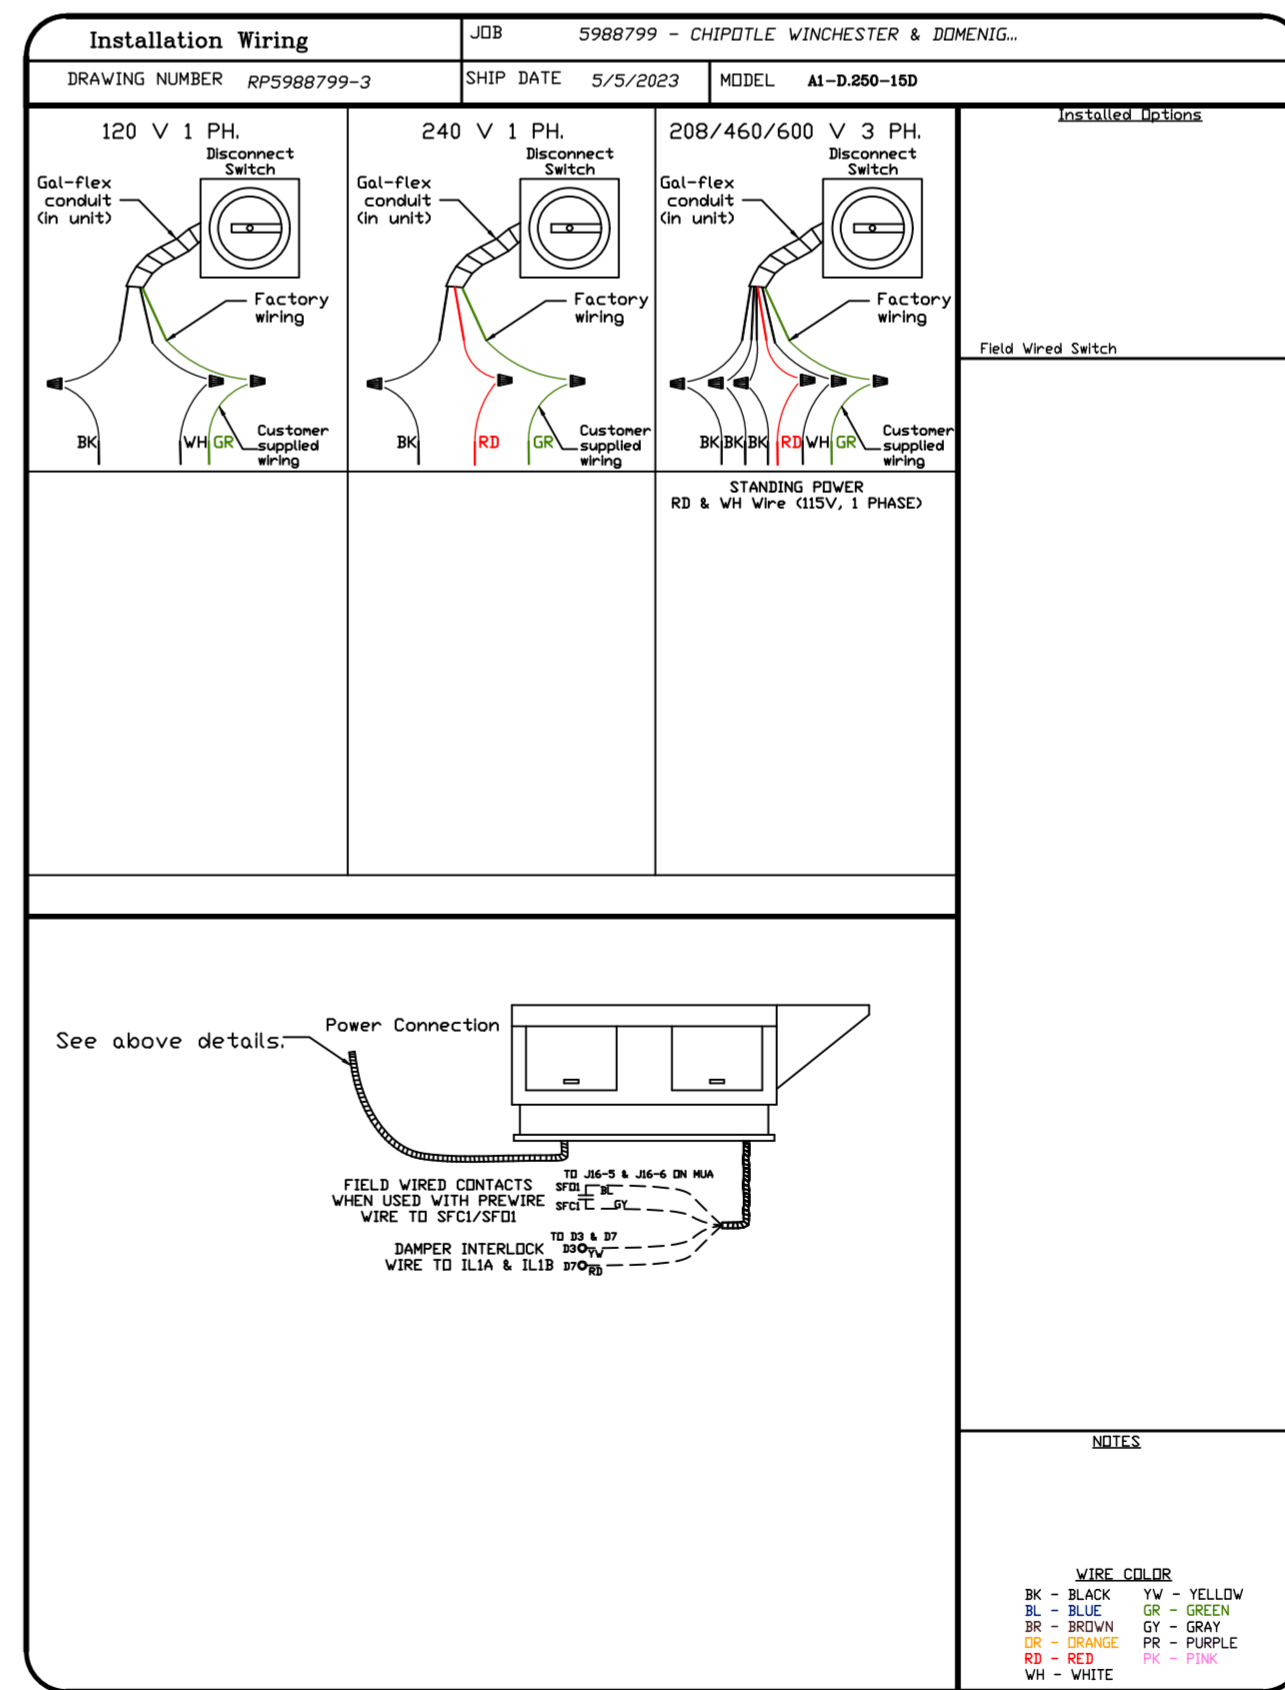 Installation Wiring
JOB 5988799 - CHIPOTLE WINCHESTER & DOMENIG...
DRAWING NUMBER RP5988799-3
SHIP DATE 5/5/2023
MODEL A1-D.250-15D
120 V 1 PH.
Disconnect
Switch
Gal-flex
conduit
(in unit)
Factory
wiring
BK
WH
GR
Customer
supplied
wiring
240 V 1 PH.
Disconnect
Switch
Gal-flex
conduit
(in unit)
Factory
wiring
BK
RD
GR
Customer
supplied
wiring
208/460/600 V 3 PH.
Disconnect
Switch
Gal-flex
conduit
(in unit)
Factory
wiring
BK
BK
BK
RD
WH
GR
Customer
supplied
wiring
STANDING POWER
RD & WH Wire (115V, 1 PHASE)
Installed Options
Field Wired Switch
See above details.
Power Connection
FIELD WIRED CONTACTS
WHEN USED WITH PREWIRE
WIRE TO SFC1/SFO1
TO J16-5 & J16-6 ON MUA
SFO1
BL
SFC1
GY
DAMPER INTERLOCK
WIRE TO IL1A & IL1B
TO D3 & D7
D3
YW
D7
RD
NOTES
WIRE COLOR
BK - BLACK YW - YELLOW
BL - BLUE GR - GREEN
BR - BROWN GY - GRAY
OR - ORANGE PR - PURPLE
RD - RED PK - PINK
WH - WHITE